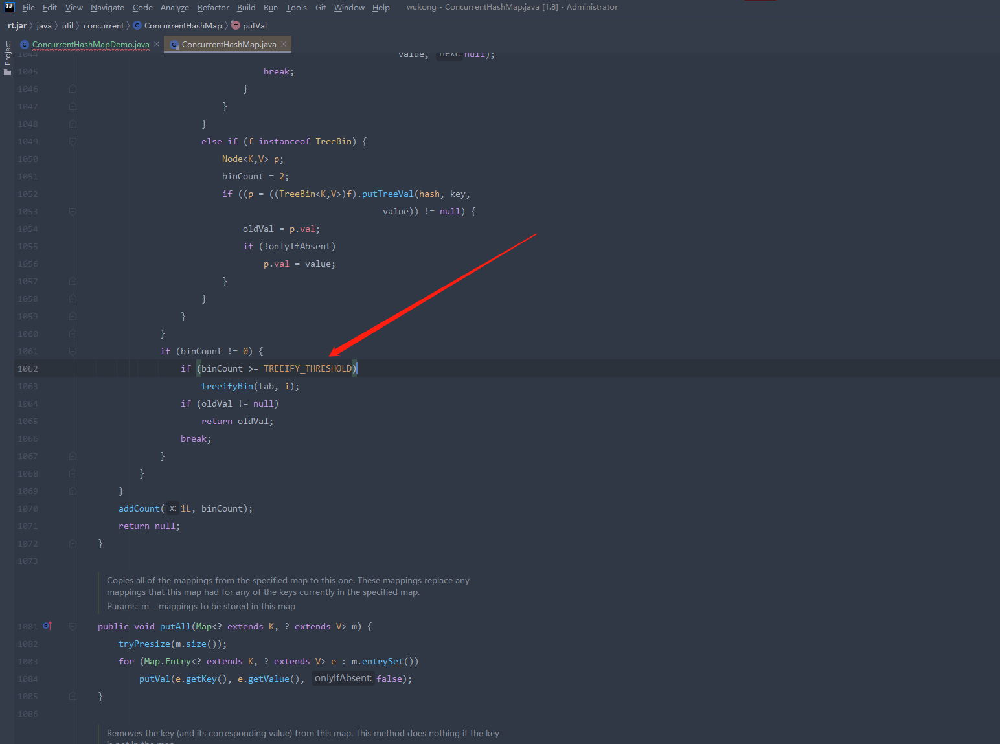 File Edit View Navigate Code Analyze Refactor Build Run Tools Git Window Help wukong - ConcurrentHashMap.java [1.8] - Administrator
rt.jar java util concurrent ConcurrentHashMap putVal
Project
ConcurrentHashMapDemo.java ConcurrentHashMap.java
1044 value, next: null);
1045 break;
1046 }
1047 }
1048 }
1049 else if (f instanceof TreeBin) {
1050 Node<K,V> p;
1051 binCount = 2;
1052 if ((p = ((TreeBin<K,V>)f).putTreeVal(hash, key,
1053 value)) != null) {
1054 oldVal = p.val;
1055 if (!onlyIfAbsent)
1056 p.val = value;
1057 }
1058 }
1059 }
1060 }
1061 if (binCount != 0) {
1062 if (binCount >= TREEIFY_THRESHOLD)
1063 treeifyBin(tab, i);
1064 if (oldVal != null)
1065 return oldVal;
1066 break;
1067 }
1068 }
1069 }
1070 addCount( x: 1L, binCount);
1071 return null;
1072 }
1073
Copies all of the mappings from the specified map to this one. These mappings replace any
mappings that this map had for any of the keys currently in the specified map.
Params: m – mappings to be stored in this map
1081 public void putAll(Map<? extends K, ? extends V> m) {
1082 tryPresize(m.size());
1083 for (Map.Entry<? extends K, ? extends V> e : m.entrySet())
1084 putVal(e.getKey(), e.getValue(), onlyIfAbsent: false);
1085 }
1086
Removes the key (and its corresponding value) from this map. This method does nothing if the key
is not in the map.